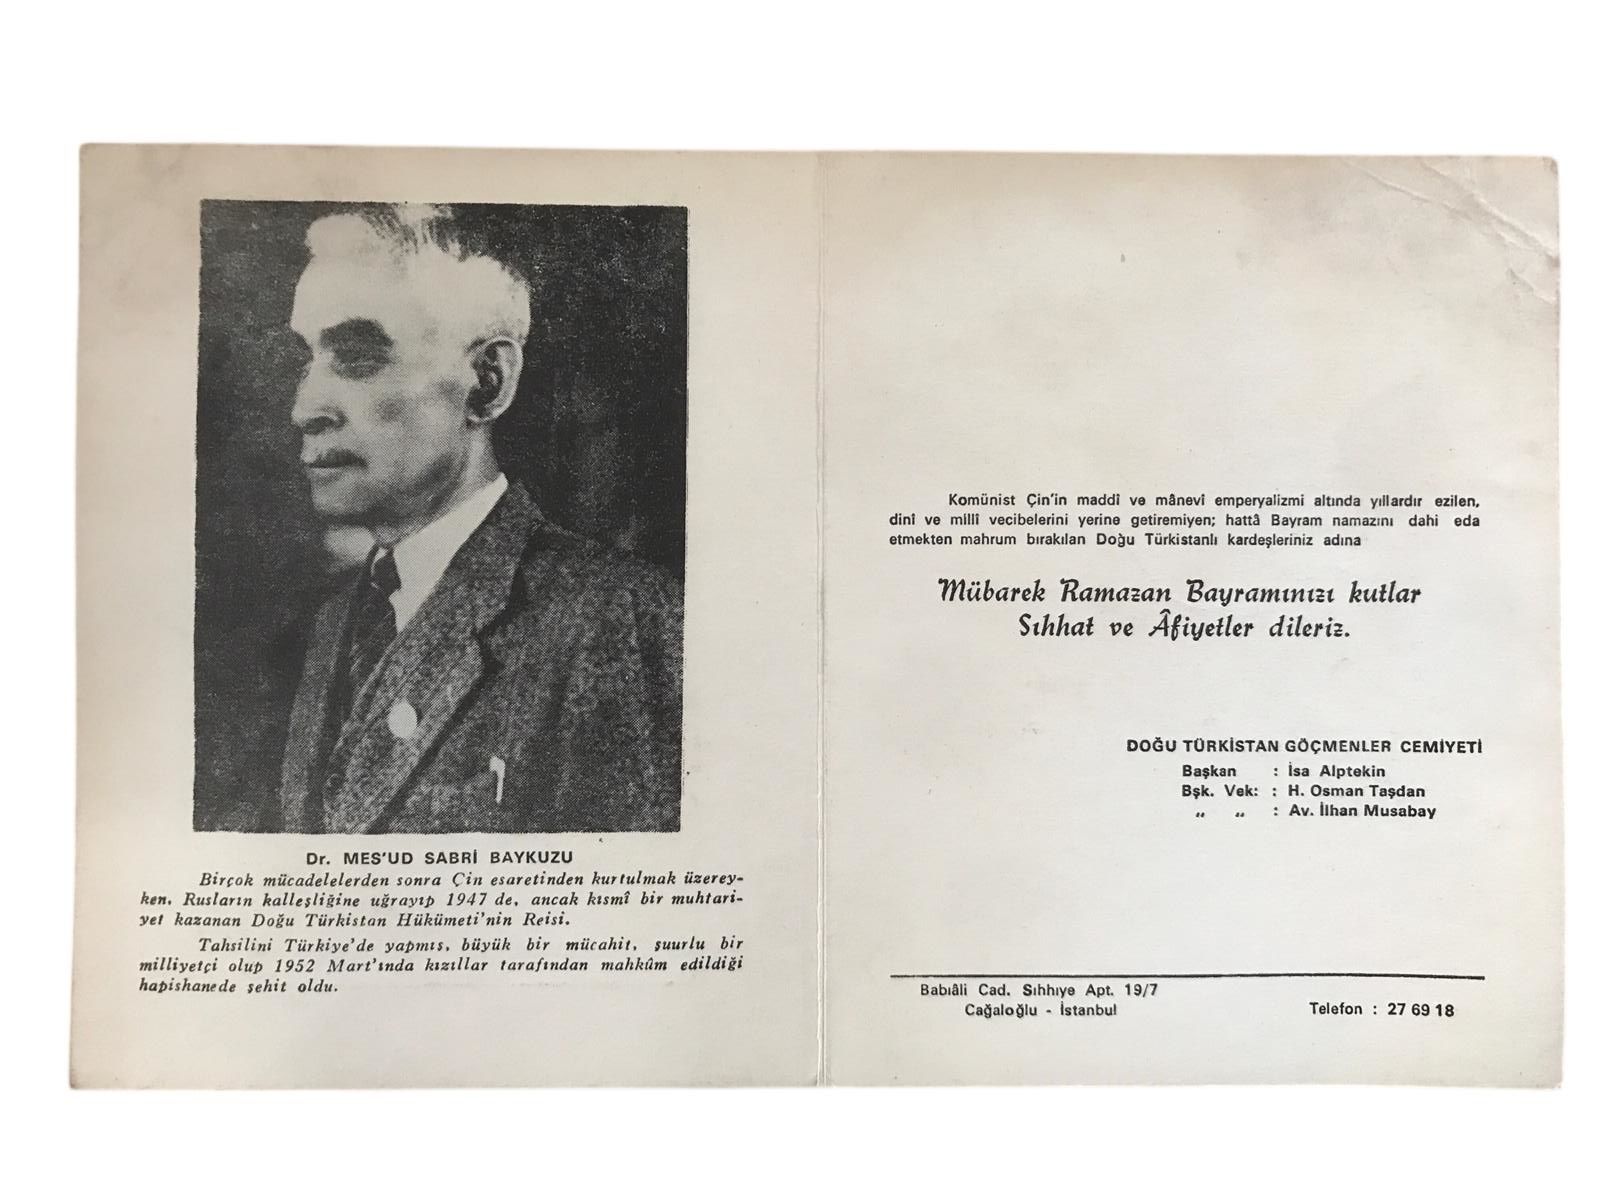 Dr. MES'UD SABRİ BAYKUZU
Birçok mücadelelerden sonra Çin esaretinden kurtulmak üzerey-
ken, Rusların kalleşliğine uğrayıp 1947 de, ancak kısmî bir muhtari-
yet kazanan Doğu Türkistan Hükümeti'nin Reisi.
Tahsilini Türkiye'de yapmıs, büyük bir mücahit, şuurlu bir
milliyetçi olup 1952 Mart'ında kızıllar tarafından mahkûm edildiği
hapishanede şehit oldu.
Komünist Çin'in maddî ve mânevî emperyalizmi altında yıllardır ezilen,
dinî ve millî vecibelerini yerine getiremiyen; hattâ Bayram namazını dahi eda
etmekten mahrum bırakılan Doğu Türkistanlı kardeşleriniz adına
Mübarek Ramazan Bayramınızı kutlar
Sıhhat ve Âfiyetler dileriz.
DOĞU TÜRKİSTAN GÖÇMENLER CEMİYETİ
Başkan : İsa Alptekin
Bşk. Vek: : H. Osman Taşdan
„ „ : Av. İlhan Musabay
Babıâli Cad. Sıhhıye Apt. 19/7
Cağaloğlu - İstanbul
Telefon : 27 69 18